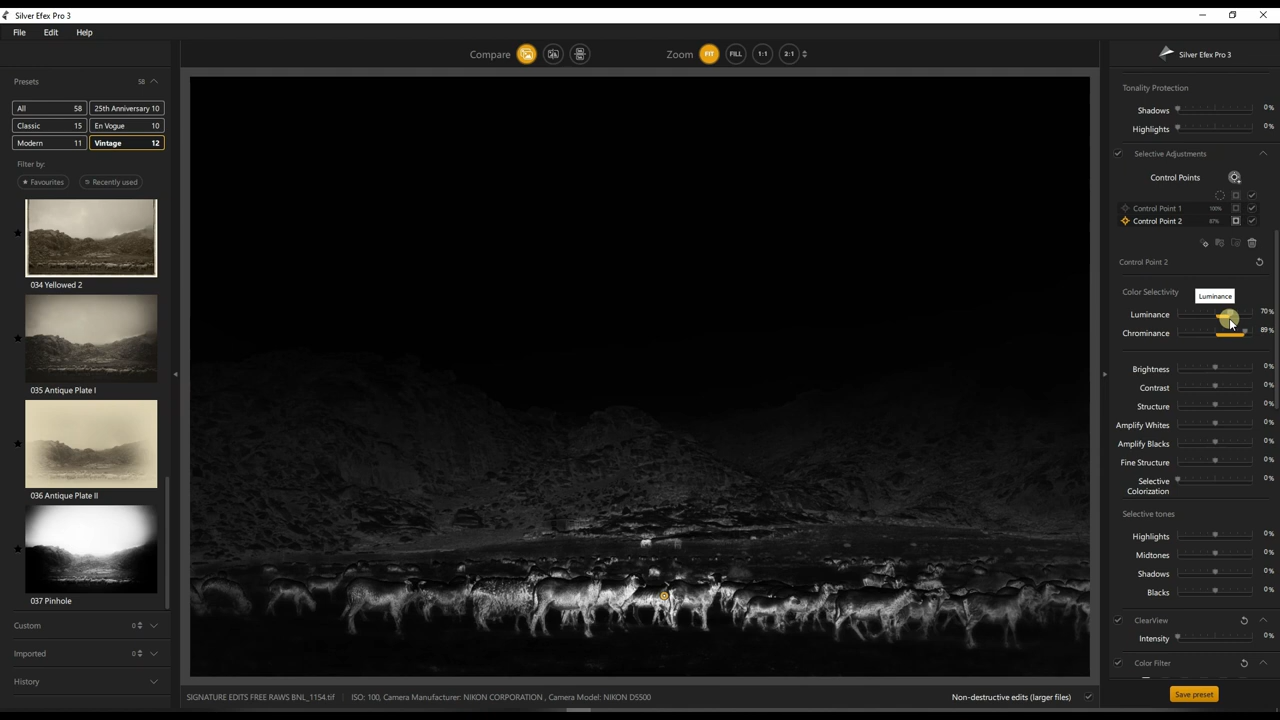 Silver Efex Pro 3
File Edit Help
Compare
Zoom FIT FILL 1:1 2:1
Silver Efex Pro 3
Presets 58
All 58
25th Anniversary 10
Classic 15
En Vogue 10
Modern 11
Vintage 12
Filter by:
Favourites
Recently used
034 Yellowed 2
035 Antique Plate I
036 Antique Plate II
037 Pinhole
Custom 0
Imported 0
History
SIGNATURE EDITS FREE RAWS BNL_1154.tif
ISO: 100, Camera Manufacturer: NIKON CORPORATION , Camera Model: NIKON D5500
Non-destructive edits (larger files)
Tonality Protection
Shadows 0%
Highlights 0%
Selective Adjustments
Control Points
Control Point 1 100%
Control Point 2 87%
Control Point 2
Color Selectivity
Luminance
Luminance 70%
Chrominance 89%
Brightness 0%
Contrast 0%
Structure 0%
Amplify Whites 0%
Amplify Blacks 0%
Fine Structure 0%
Selective Colorization 0%
Selective tones
Highlights 0%
Midtones 0%
Shadows 0%
Blacks 0%
ClearView
Intensity 0%
Color Filter
Save preset